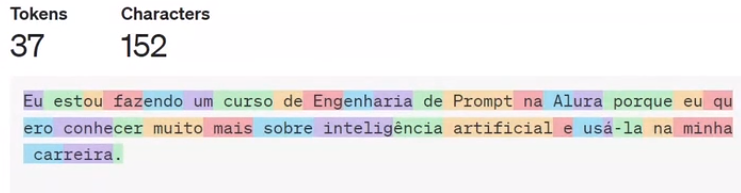 Tokens Characters
37 152
Eu estou fazendo um curso de Engenharia de Prompt na Alura porque eu qu
ero conhecer muito mais sobre inteligência artificial e usá-la na minha
carreira.